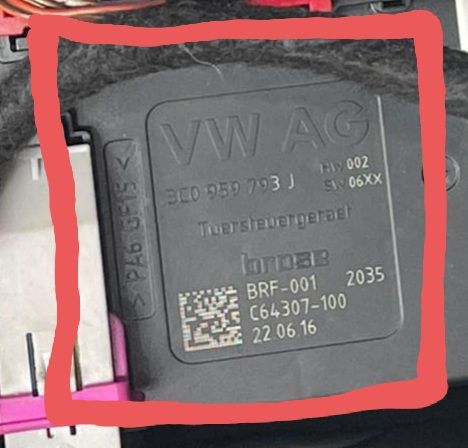 VW AG
3C0 959 793 J
HW 002
SW 06XX
Tuersteuergeraet
brose
BRF-001 2035
C64307-100
22.06.16
> PA6 GF15 <